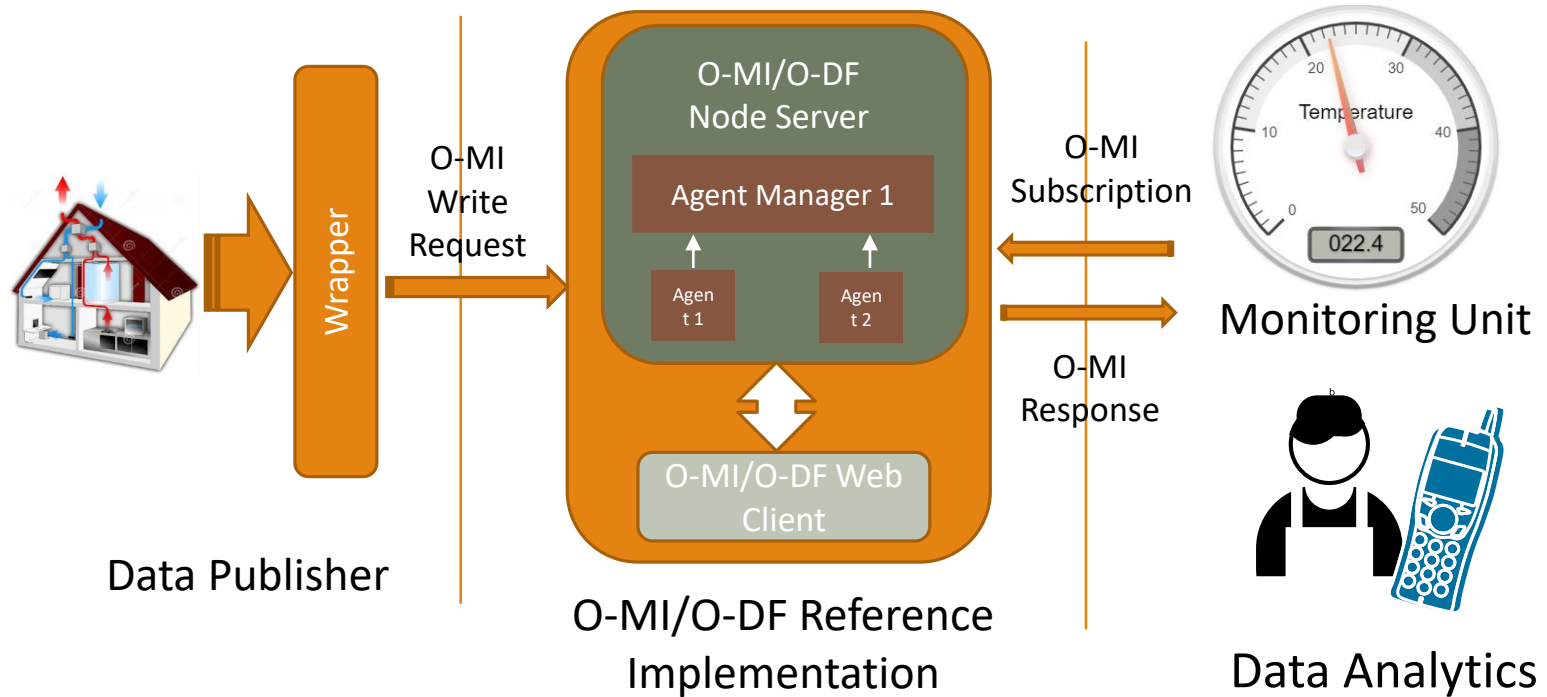 Wrapper
Data Publisher
O-MI
Write
Request
O-MI/O-DF
Node Server
Agent Manager 1
Agen
t 1
Agen
t 2
O-MI/O-DF Web
Client
O-MI/O-DF Reference
Implementation
O-MI
Subscription
O-MI
Response
0
10
20
30
40
50
Temperature
022.4
Monitoring Unit
b
Data Analytics